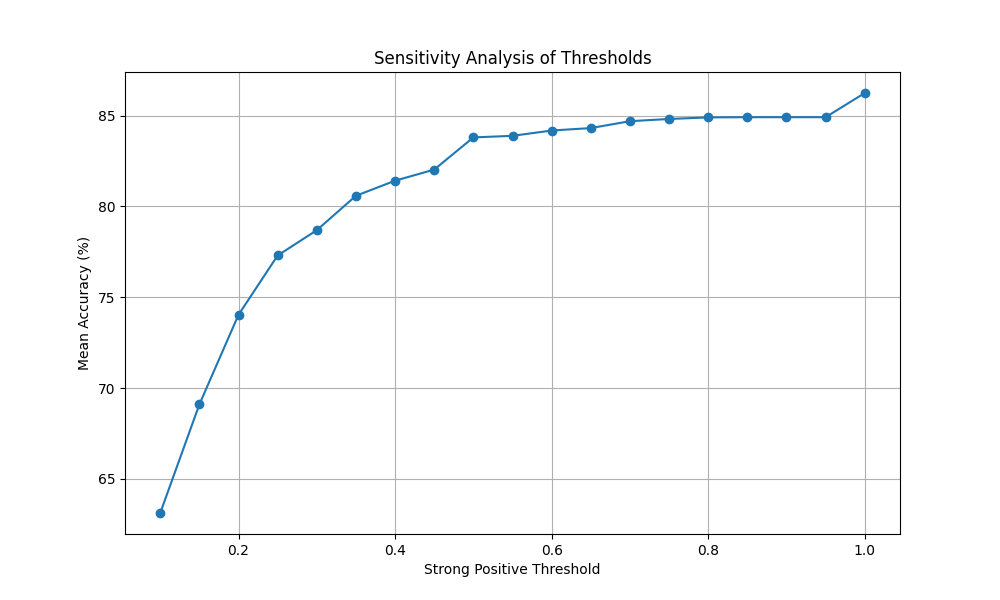 Sensitivity Analysis of Thresholds
Mean Accuracy (%)
85
80
75
70
65
0.2 0.4 0.6 0.8 1.0
Strong Positive Threshold